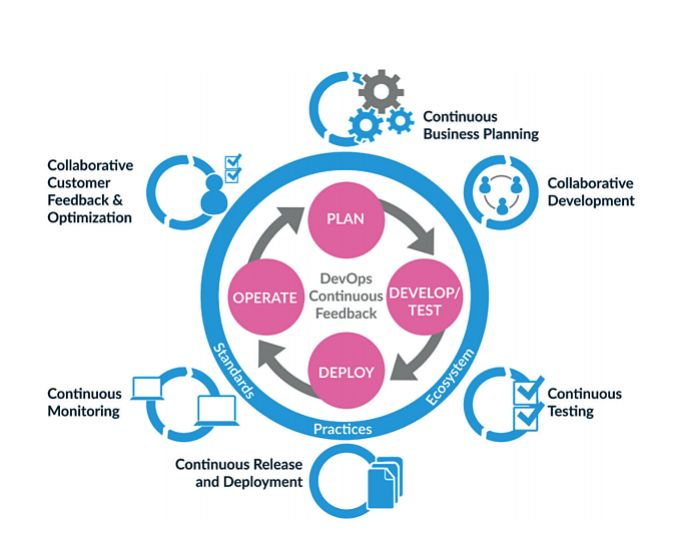 Continuous
Business Planning
Collaborative
Customer
Feedback &
Optimization
Collaborative
Development
PLAN
DevOps
Continuous
Feedback
OPERATE
DEVELOP/
TEST
DEPLOY
Standards
Practices
Ecosystem
Continuous
Monitoring
Continuous
Testing
Continuous Release
and Deployment